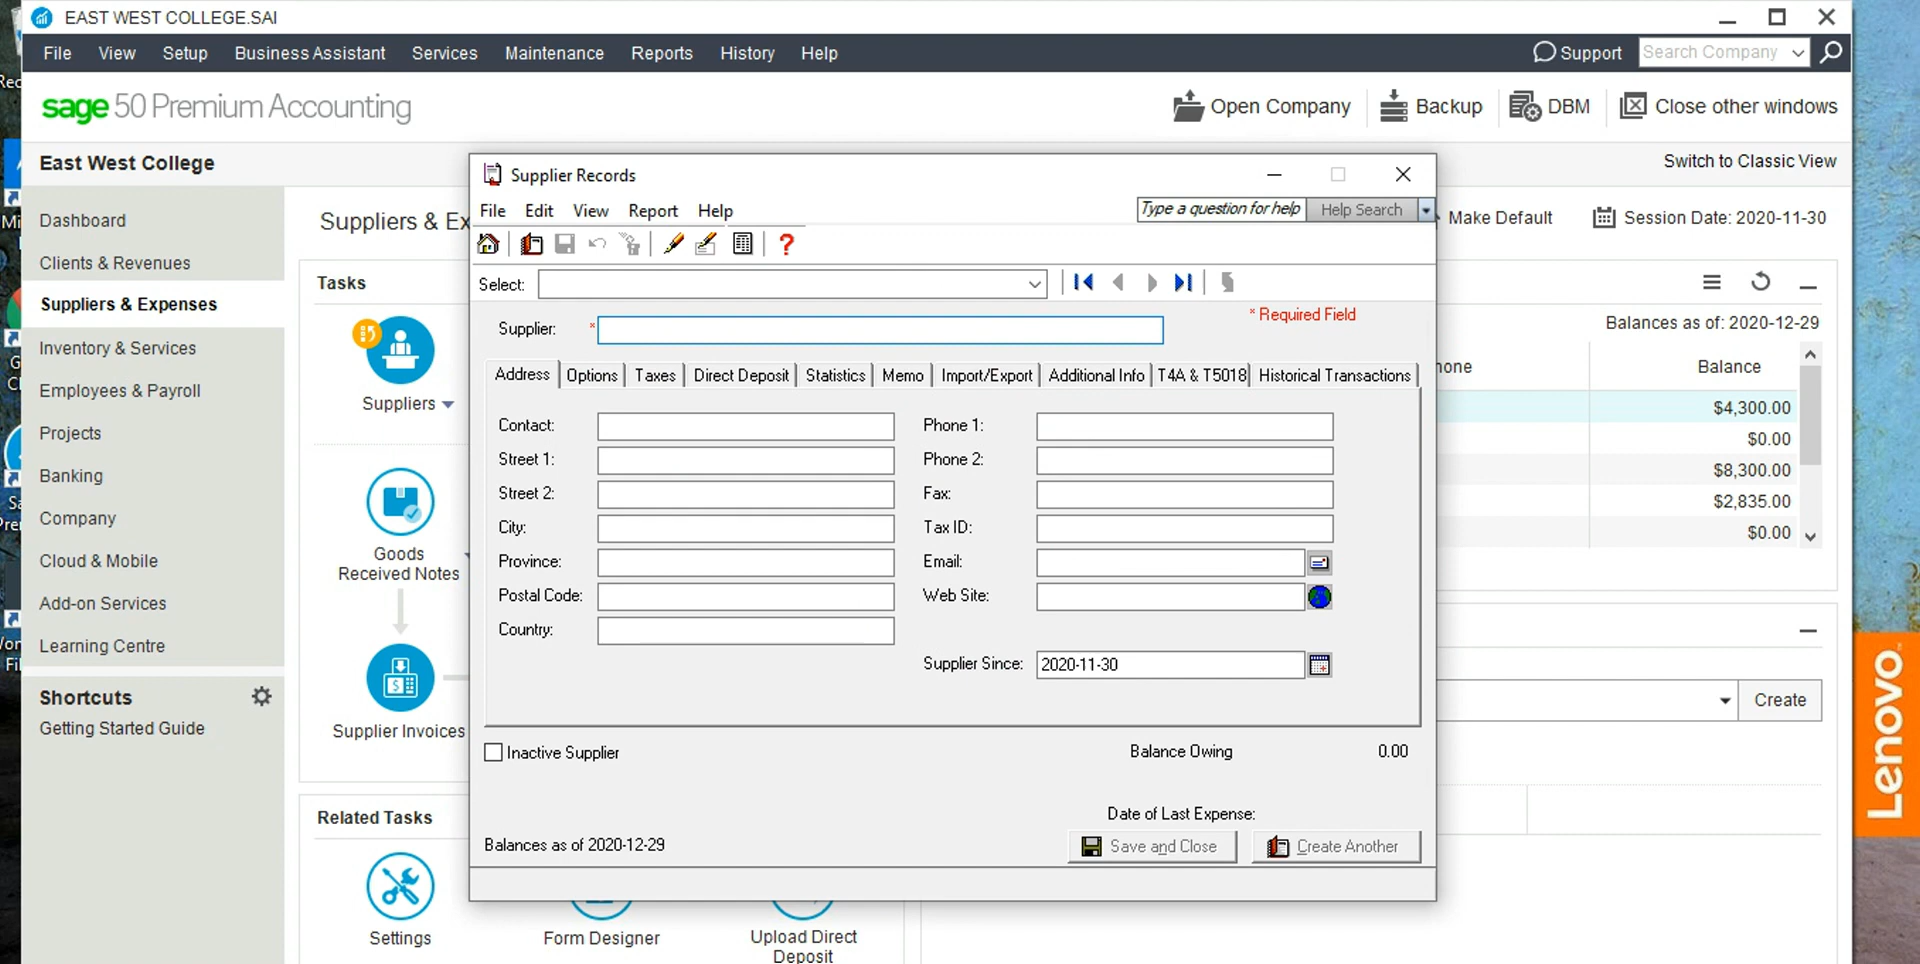 EAST WEST COLLEGE.SAI
File View Setup Business Assistant Services Maintenance Reports History Help
Support
Search Company
sage 50 Premium Accounting
Open Company
Backup
DBM
Close other windows
East West College
Switch to Classic View
Dashboard
Clients & Revenues
Suppliers & Expenses
Inventory & Services
Employees & Payroll
Projects
Banking
Company
Cloud & Mobile
Add-on Services
Learning Centre
Shortcuts
Getting Started Guide
Suppliers & Ex
Make Default
Session Date: 2020-11-30
Tasks
Suppliers
Goods
Received Notes
Supplier Invoices
Related Tasks
Settings
Form Designer
Upload Direct
Deposit
Supplier Records
File Edit View Report Help
Type a question for help
Help Search
Select:
* Required Field
Supplier: *
Address Options Taxes Direct Deposit Statistics Memo Import/Export Additional Info T4A & T5018 Historical Transactions
Contact:
Street 1:
Street 2:
City:
Province:
Postal Code:
Country:
Phone 1:
Phone 2:
Fax:
Tax ID:
Email:
Web Site:
Supplier Since: 2020-11-30
Inactive Supplier
Balance Owing 0.00
Date of Last Expense:
Balances as of 2020-12-29
Save and Close
Create Another
Balances as of: 2020-12-29
hone Balance
$4,300.00
$0.00
$8,300.00
$2,835.00
$0.00
Create
Lenovo